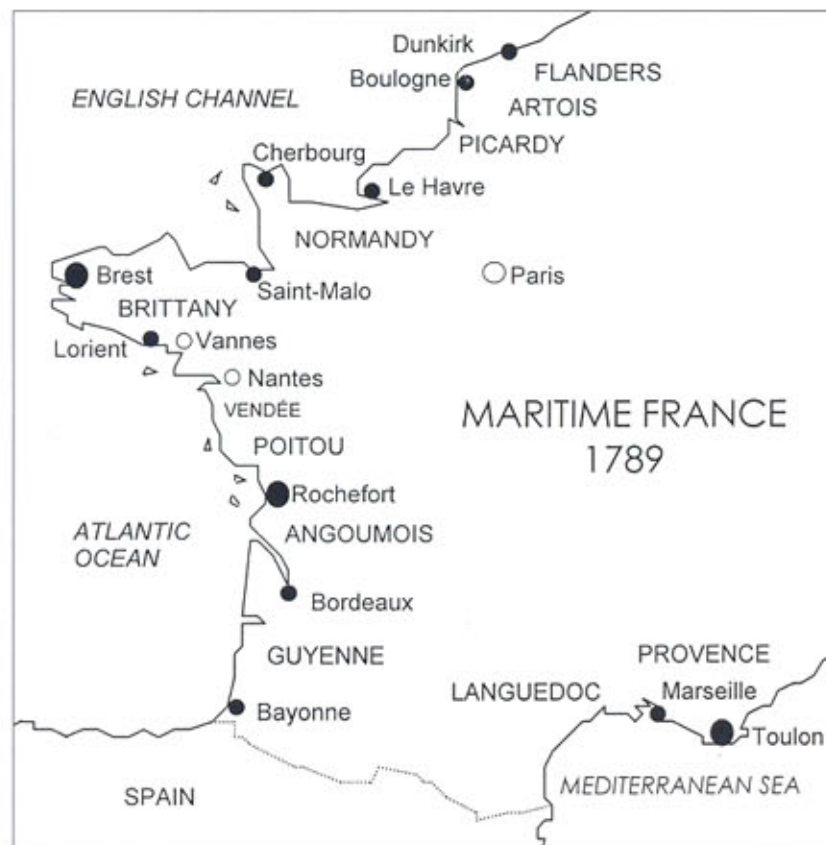 Dunkirk
FLANDERS
Boulogne
ENGLISH CHANNEL
ARTOIS
PICARDY
Cherbourg
Le Havre
NORMANDY
Brest
Paris
Saint-Malo
BRITTANY
Lorient
Vannes
Nantes
VENDÉE
MARITIME FRANCE
1789
POITOU
Rochefort
ATLANTIC
OCEAN
ANGOUMOIS
Bordeaux
GUYENNE
PROVENCE
LANGUEDOC
Marseille
Bayonne
Toulon
MEDITERRANEAN SEA
SPAIN